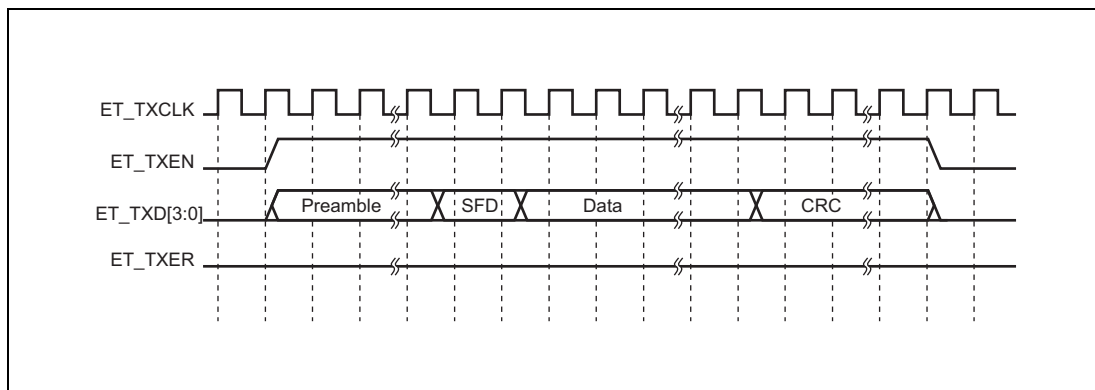 ET_TXCLK
ET_TXEN
ET_TXD[3:0]
Preamble SFD Data CRC
ET_TXER